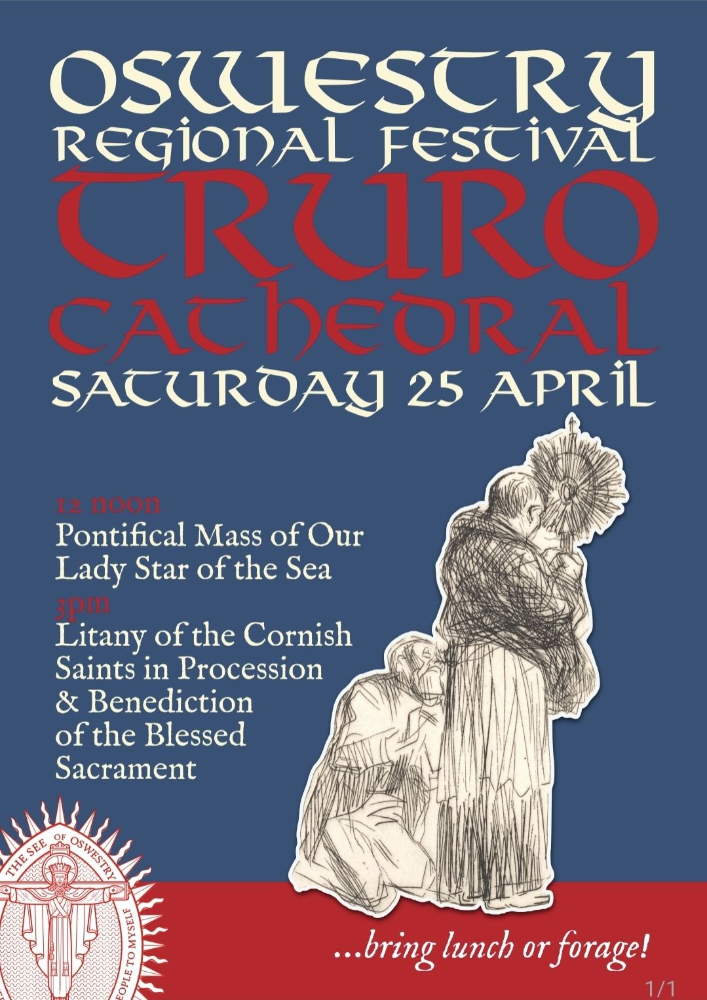 OSWESTRY
REGIONAL FESTIVAL
TRURO
CATHEDRAL
SATURDAY 25 APRIL
12 noon
Pontifical Mass of Our
Lady Star of the Sea
3pm
Litany of the Cornish
Saints in Procession
& Benediction
of the Blessed
Sacrament
THE SEE OF OSWESTRY
PEOPLE TO MYSELF
...bring lunch or forage!
1/1